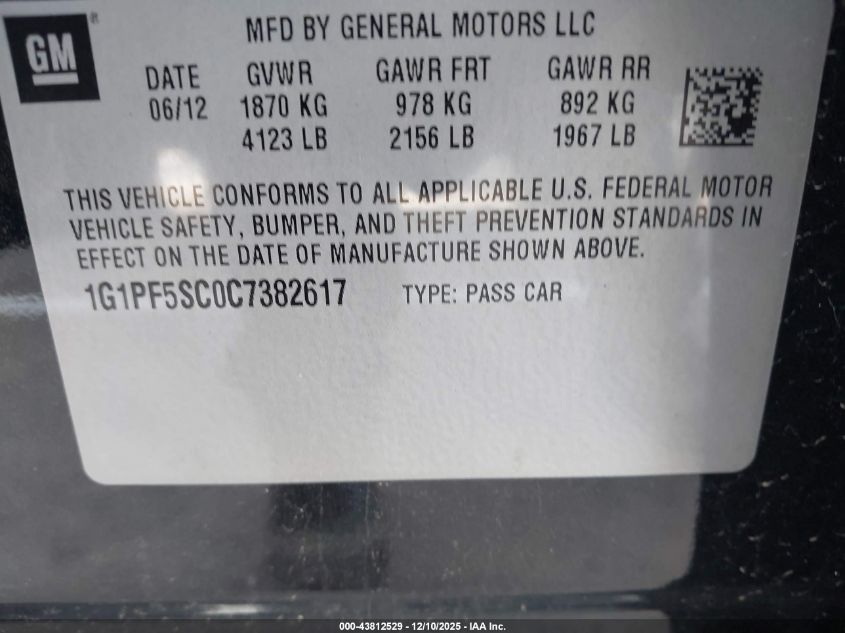 GM®
MFD BY GENERAL MOTORS LLC
DATE GVWR GAWR FRT GAWR RR
06/12 1870 KG 978 KG 892 KG
4123 LB 2156 LB 1967 LB
THIS VEHICLE CONFORMS TO ALL APPLICABLE U.S. FEDERAL MOTOR
VEHICLE SAFETY, BUMPER, AND THEFT PREVENTION STANDARDS IN
EFFECT ON THE DATE OF MANUFACTURE SHOWN ABOVE.
1G1PF5SC0C7382617 TYPE: PASS CAR
000-43812529 - 12/10/2025 - IAA Inc.